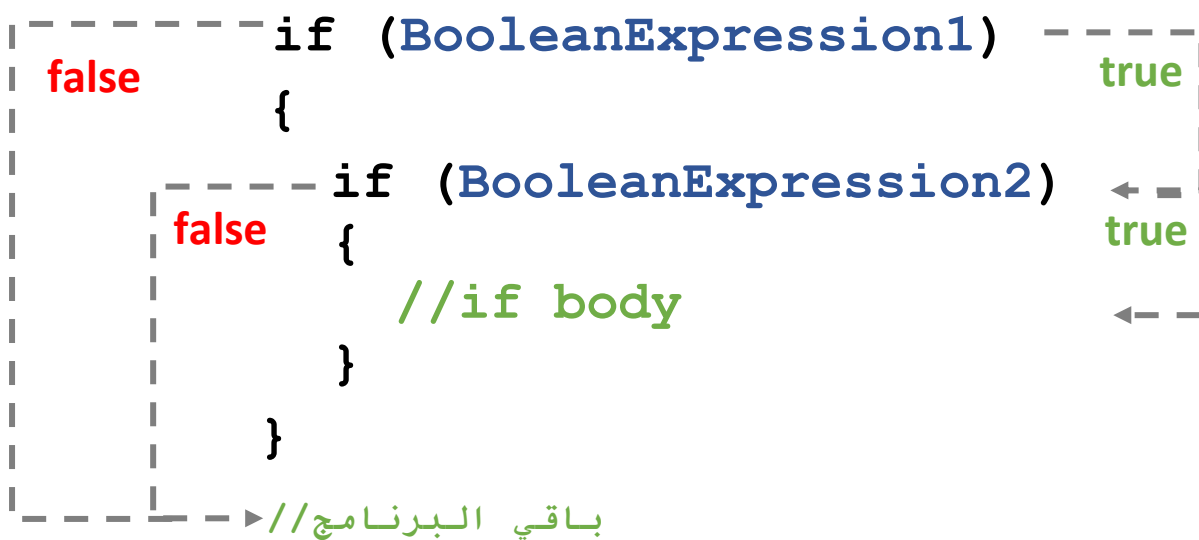 if (BooleanExpression1)
false
true
{
if (BooleanExpression2)
false
true
{
//if body
}
}
//باقي البرنامج